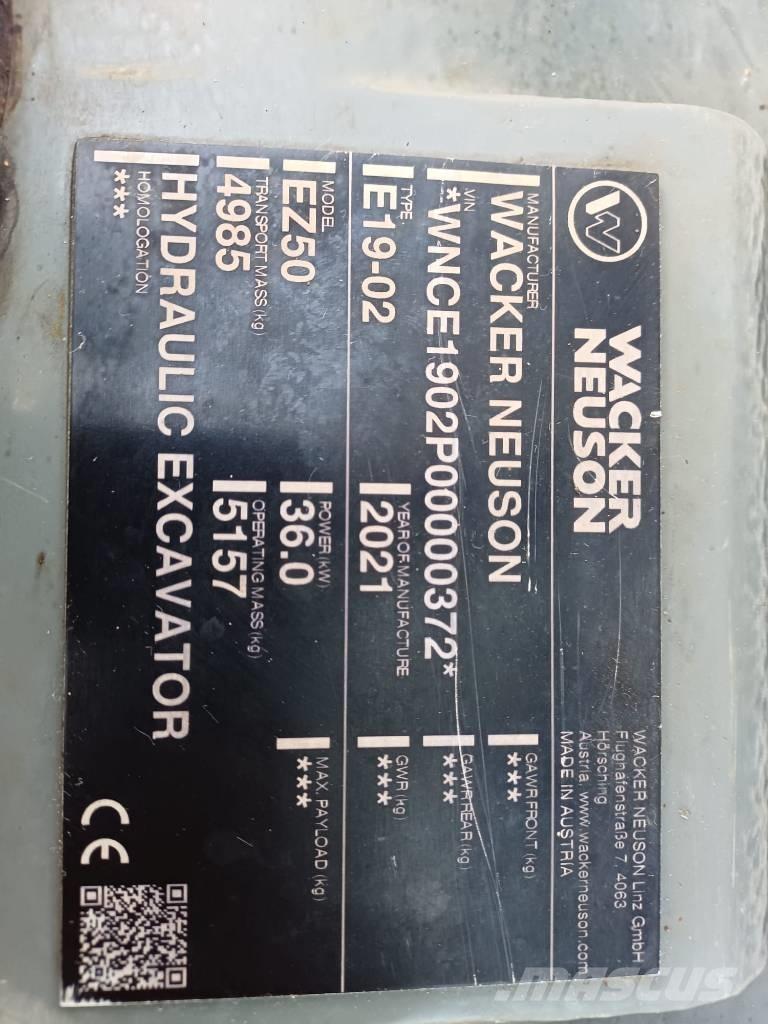 W
WACKER
NEUSON
WACKER NEUSON Linz GmbH
Flughafenstraße 7, 4063
Hörsching
Austria, www.wackerneuson.com
MADE IN AUSTRIA
MANUFACTURER
WACKER NEUSON
GAWR FRONT (kg)
***
VIN
*WNCE1902P00000372*
GAWR REAR (kg)
***
TYPE
E19-02
YEAR OF MANUFACTURE
2021
GWR (kg)
***
MODEL
EZ50
POWER (kW)
36.0
MAX. PAYLOAD (kg)
***
TRANSPORT MASS (kg)
4985
OPERATING MASS (kg)
5157
HYDRAULIC EXCAVATOR
HOMOLOGATION
***
CE
mascus